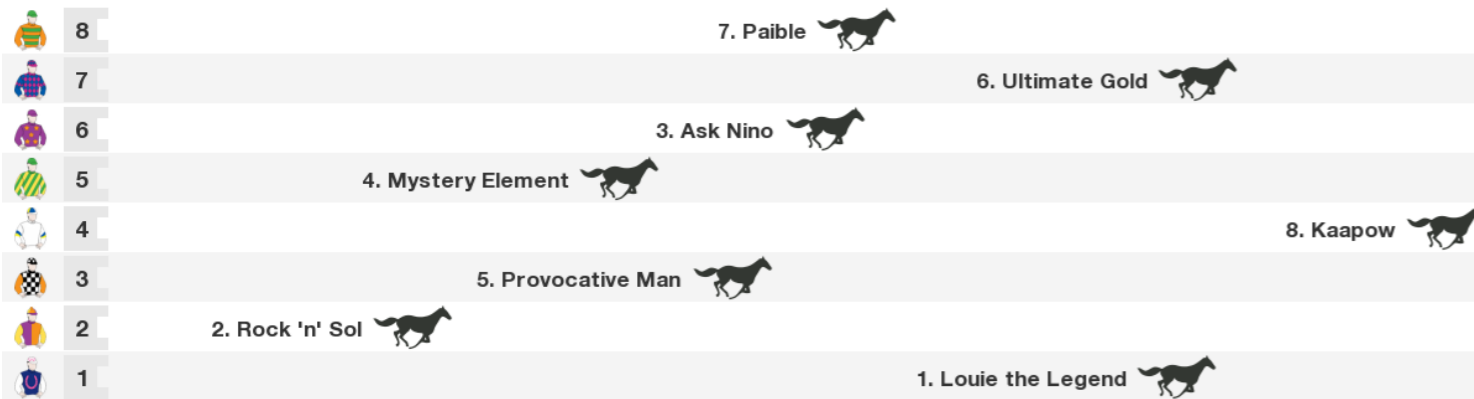 8 7. Paible
7 6. Ultimate Gold
6 3. Ask Nino
5 4. Mystery Element
4 8. Kaapow
3 5. Provocative Man
2 2. Rock 'n' Sol
1 1. Louie the Legend